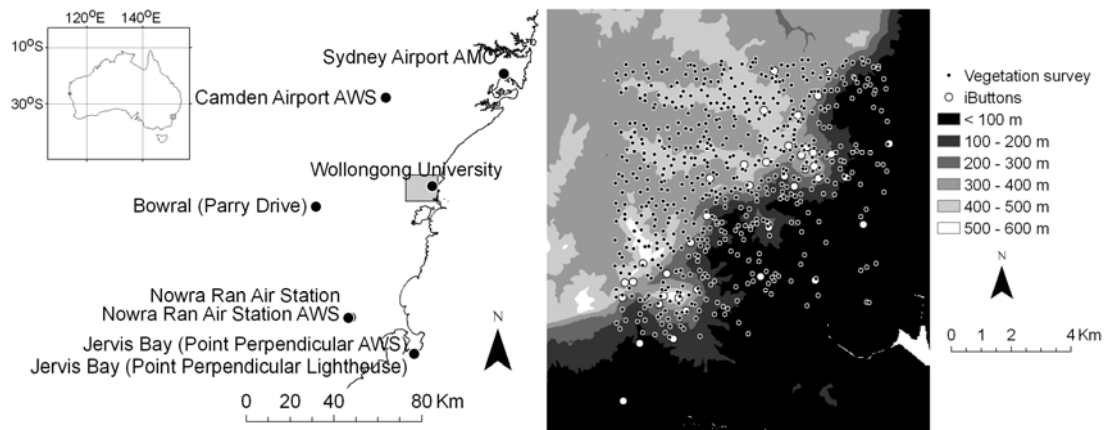 120°E 140°E
10°S
30°S
Sydney Airport AMO
Camden Airport AWS
Wollongong University
Bowral (Parry Drive)
Nowra Ran Air Station
Nowra Ran Air Station AWS
Jervis Bay (Point Perpendicular AWS)
Jervis Bay (Point Perpendicular Lighthouse)
N
0 20 40 60 80 Km
Vegetation survey
iButtons
< 100 m
100 - 200 m
200 - 300 m
300 - 400 m
400 - 500 m
500 - 600 m
N
0 1 2 4 Km